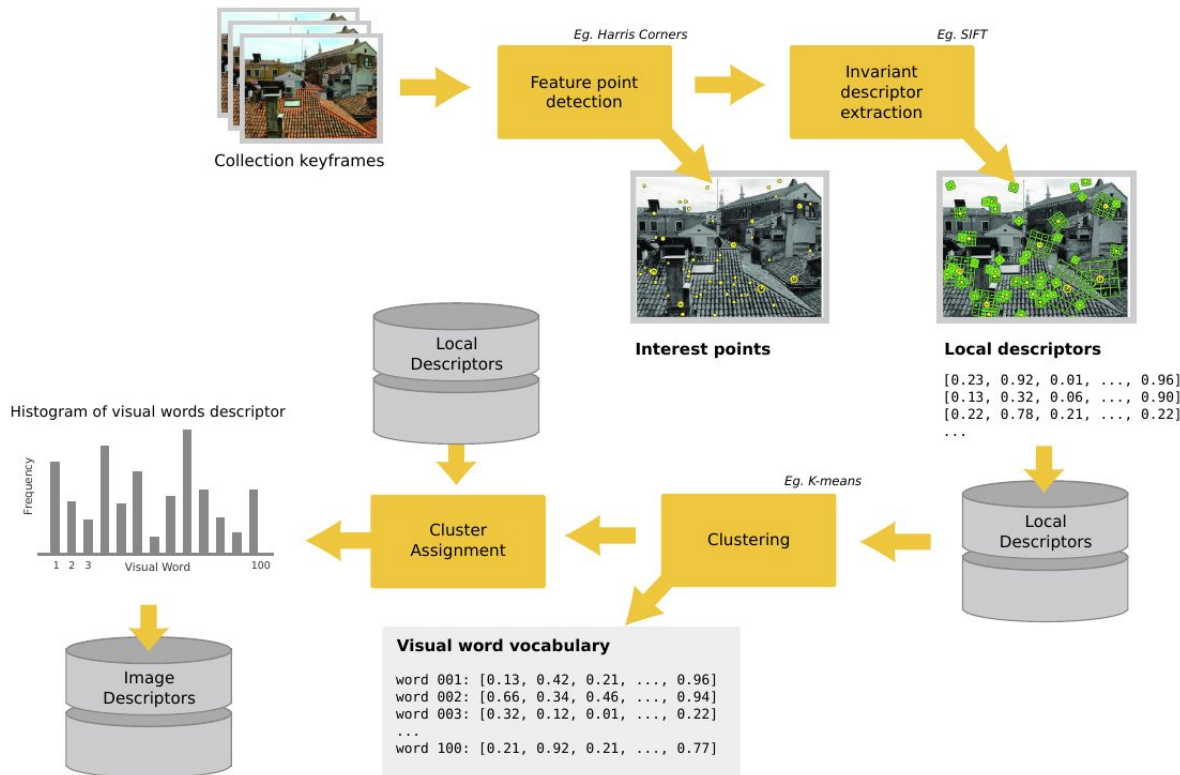 Eg. Harris Corners
Eg. SIFT
Feature point
detection
Invariant
descriptor
extraction
Collection keyframes
Interest points
Local descriptors
[0.23, 0.92, 0.01, ..., 0.96]
[0.13, 0.32, 0.06, ..., 0.90]
[0.22, 0.78, 0.21, ..., 0.22]
...
Local
Descriptors
Histogram of visual words descriptor
Frequency
1 2 3 Visual Word 100
Cluster
Assignment
Eg. K-means
Clustering
Local
Descriptors
Visual word vocabulary
word 001: [0.13, 0.42, 0.21, ..., 0.96]
word 002: [0.66, 0.34, 0.46, ..., 0.94]
word 003: [0.32, 0.12, 0.01, ..., 0.22]
...
word 100: [0.21, 0.92, 0.21, ..., 0.77]
Image
Descriptors